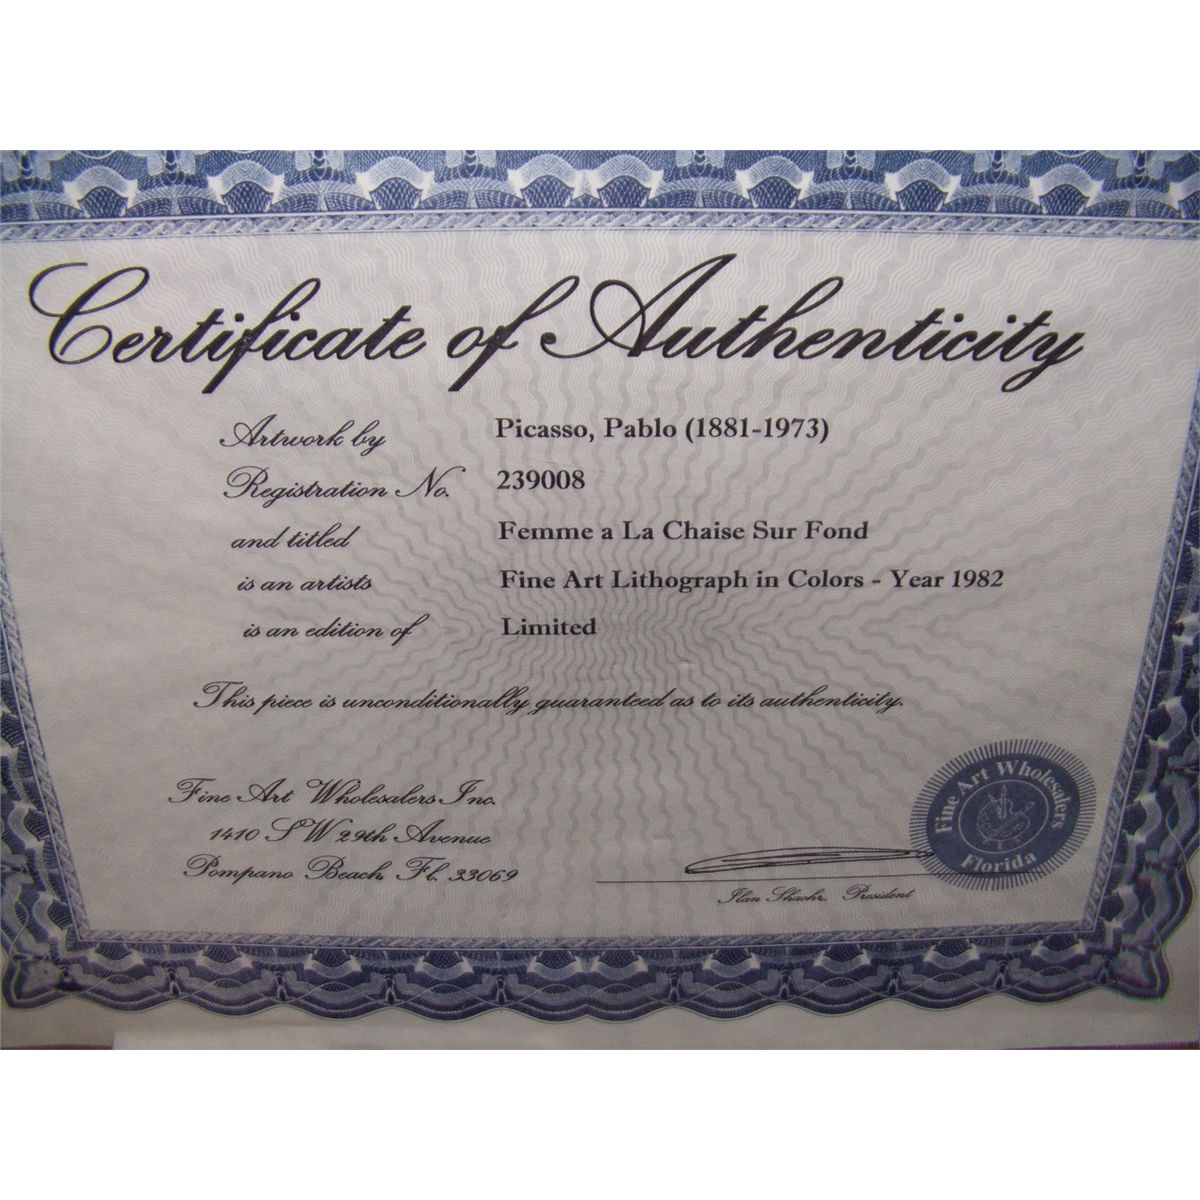 Certificate of Authenticity
Artwork by Picasso, Pablo (1881-1973)
Registration No. 239008
and titled Femme a La Chaise Sur Fond
is an artists Fine Art Lithograph in Colors - Year 1982
is an edition of Limited
This piece is unconditionally guaranteed as to its authenticity.
Fine Art Wholesalers Inc.
1410 SW 29th Avenue
Pompano Beach, Fl. 33069
Ilan Shachr, President
Fine Art Wholesalers
Florida